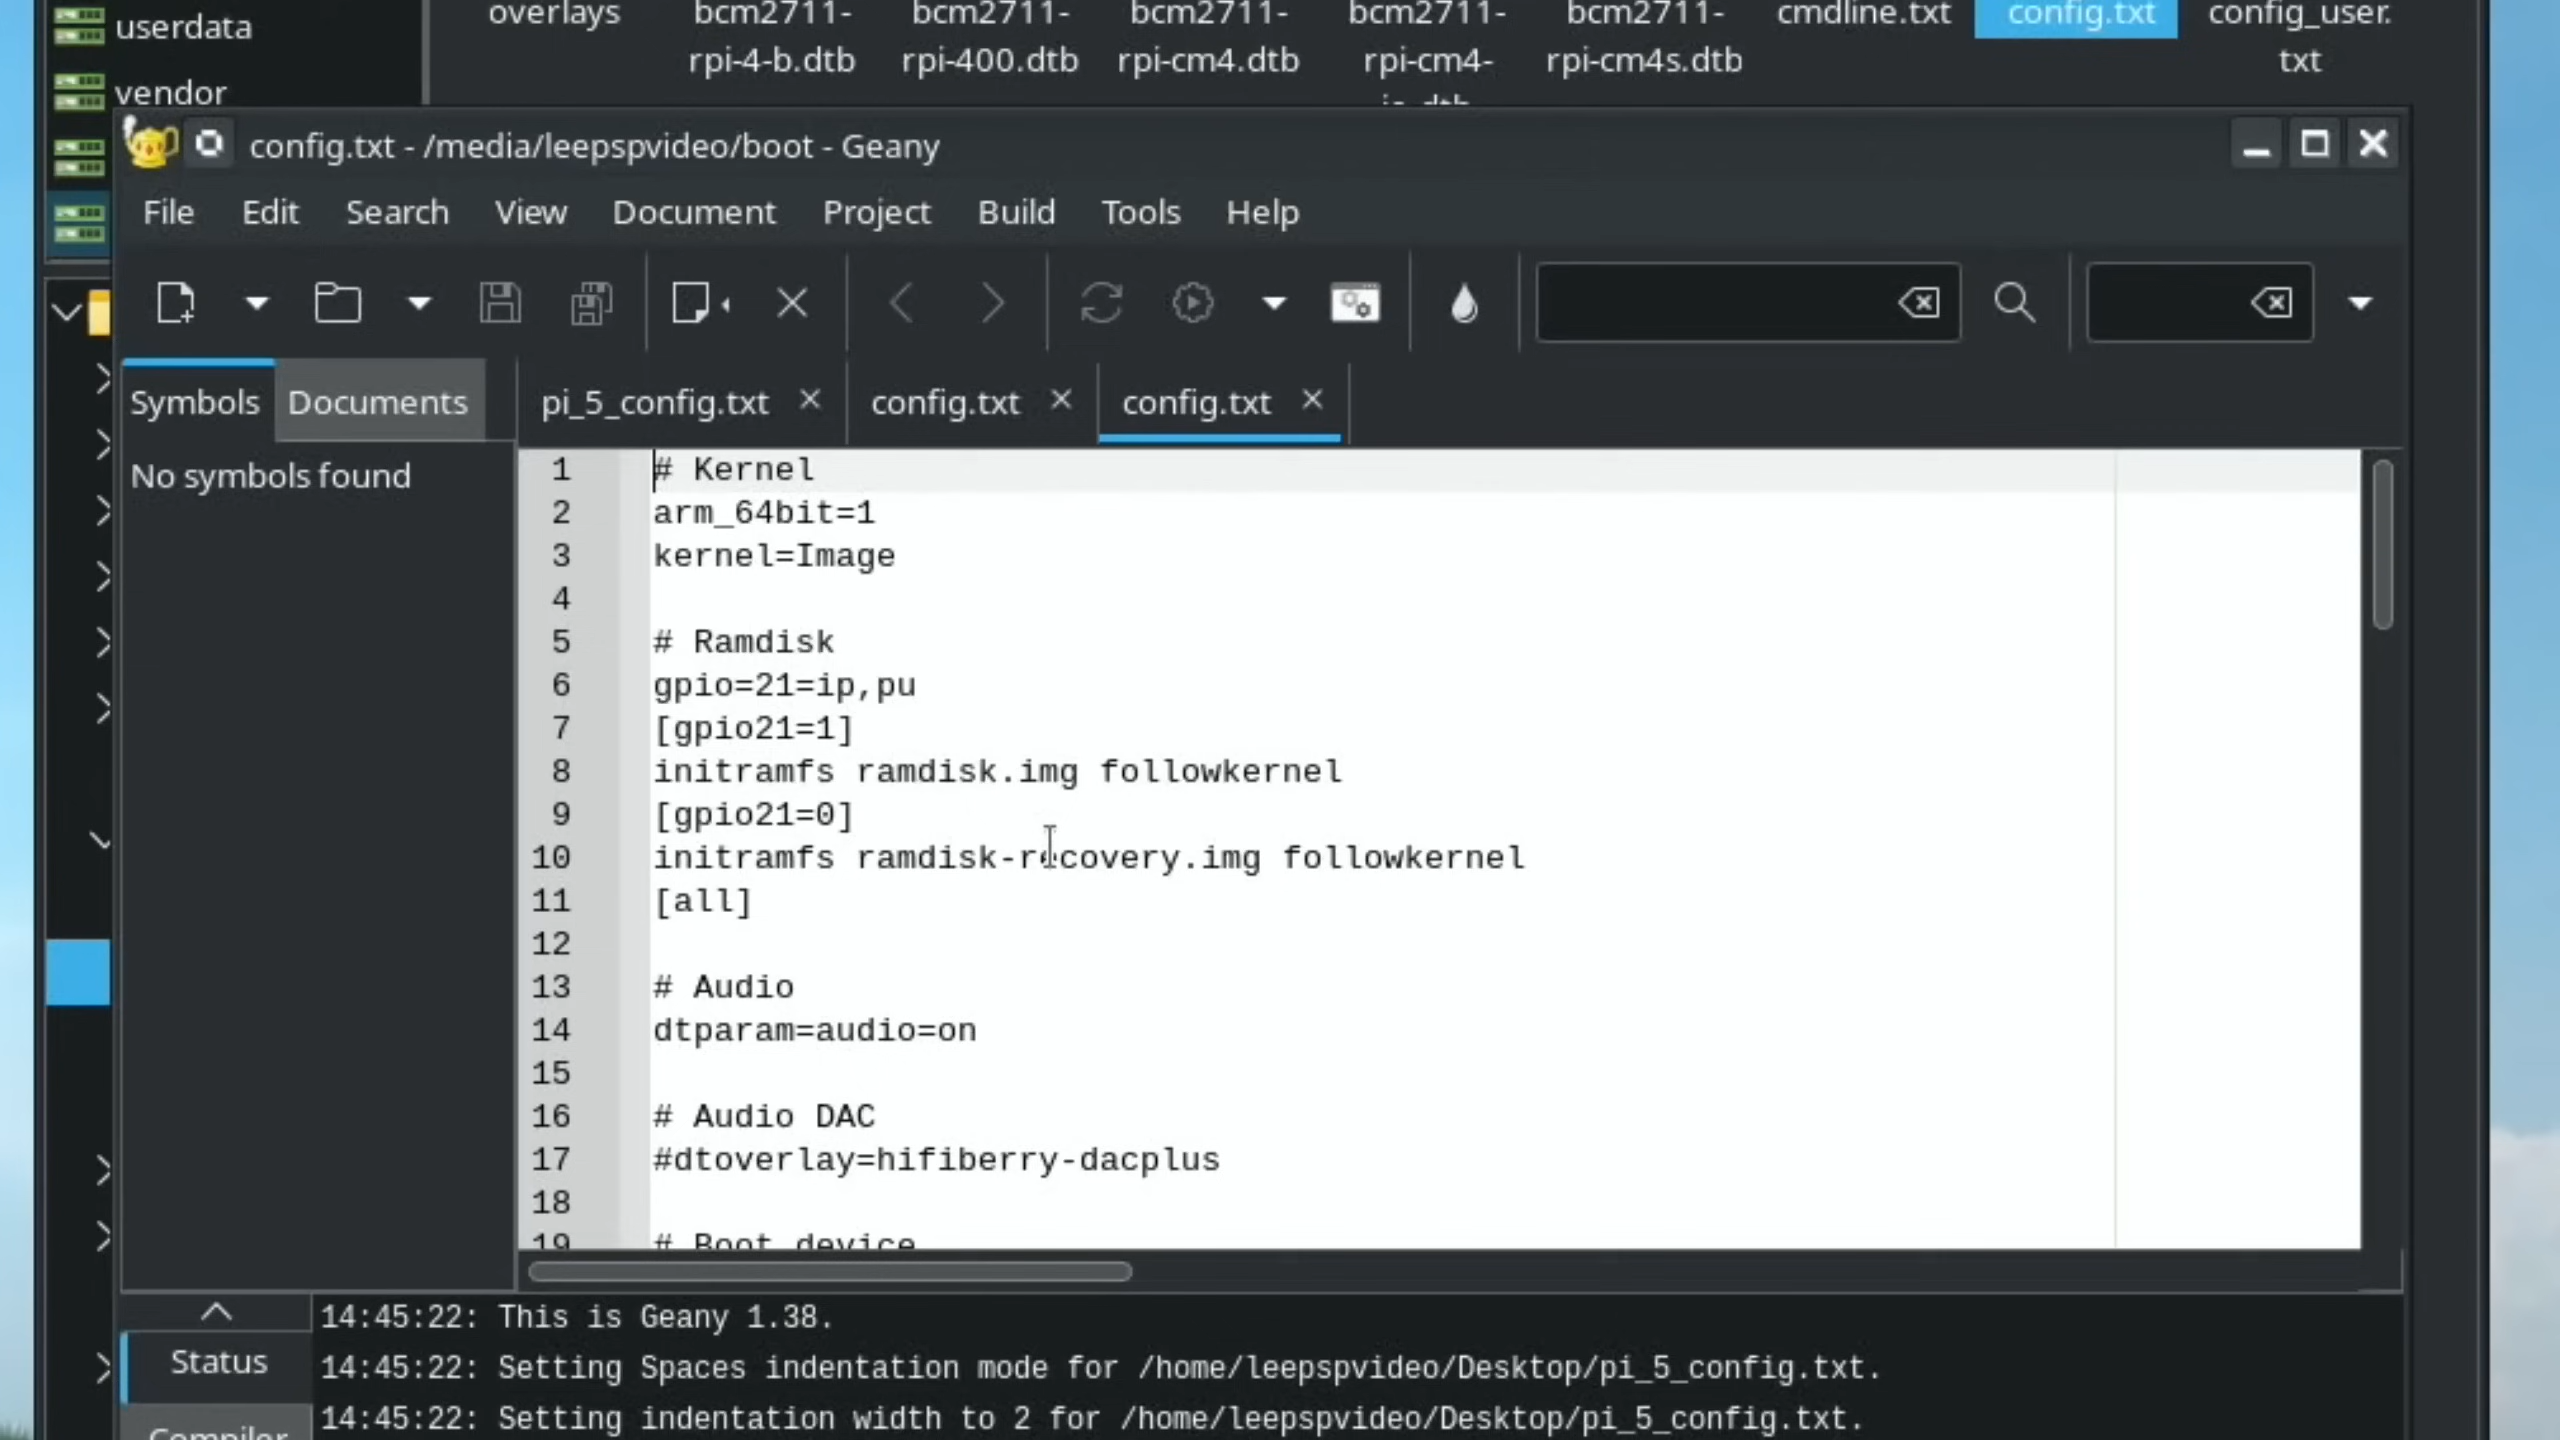 userdata
vendor
overlays
bcm2711-
rpi-4-b.dtb
bcm2711-
rpi-400.dtb
bcm2711-
rpi-cm4.dtb
bcm2711-
rpi-cm4-
bcm2711-
rpi-cm4s.dtb
cmdline.txt
config.txt
config_user.
txt
config.txt - /media/leepspvideo/boot - Geany
File Edit Search View Document Project Build Tools Help
Symbols Documents
pi_5_config.txt config.txt config.txt
No symbols found
1 # Kernel
2 arm_64bit=1
3 kernel=Image
4
5 # Ramdisk
6 gpio=21=ip,pu
7 [gpio21=1]
8 initramfs ramdisk.img followkernel
9 [gpio21=0]
10 initramfs ramdisk-recovery.img followkernel
11 [all]
12
13 # Audio
14 dtparam=audio=on
15
16 # Audio DAC
17 #dtoverlay=hifiberry-dacplus
18
19 # Boot device
Status
Compiler
14:45:22: This is Geany 1.38.
14:45:22: Setting Spaces indentation mode for /home/leepspvideo/Desktop/pi_5_config.txt.
14:45:22: Setting indentation width to 2 for /home/leepspvideo/Desktop/pi_5_config.txt.